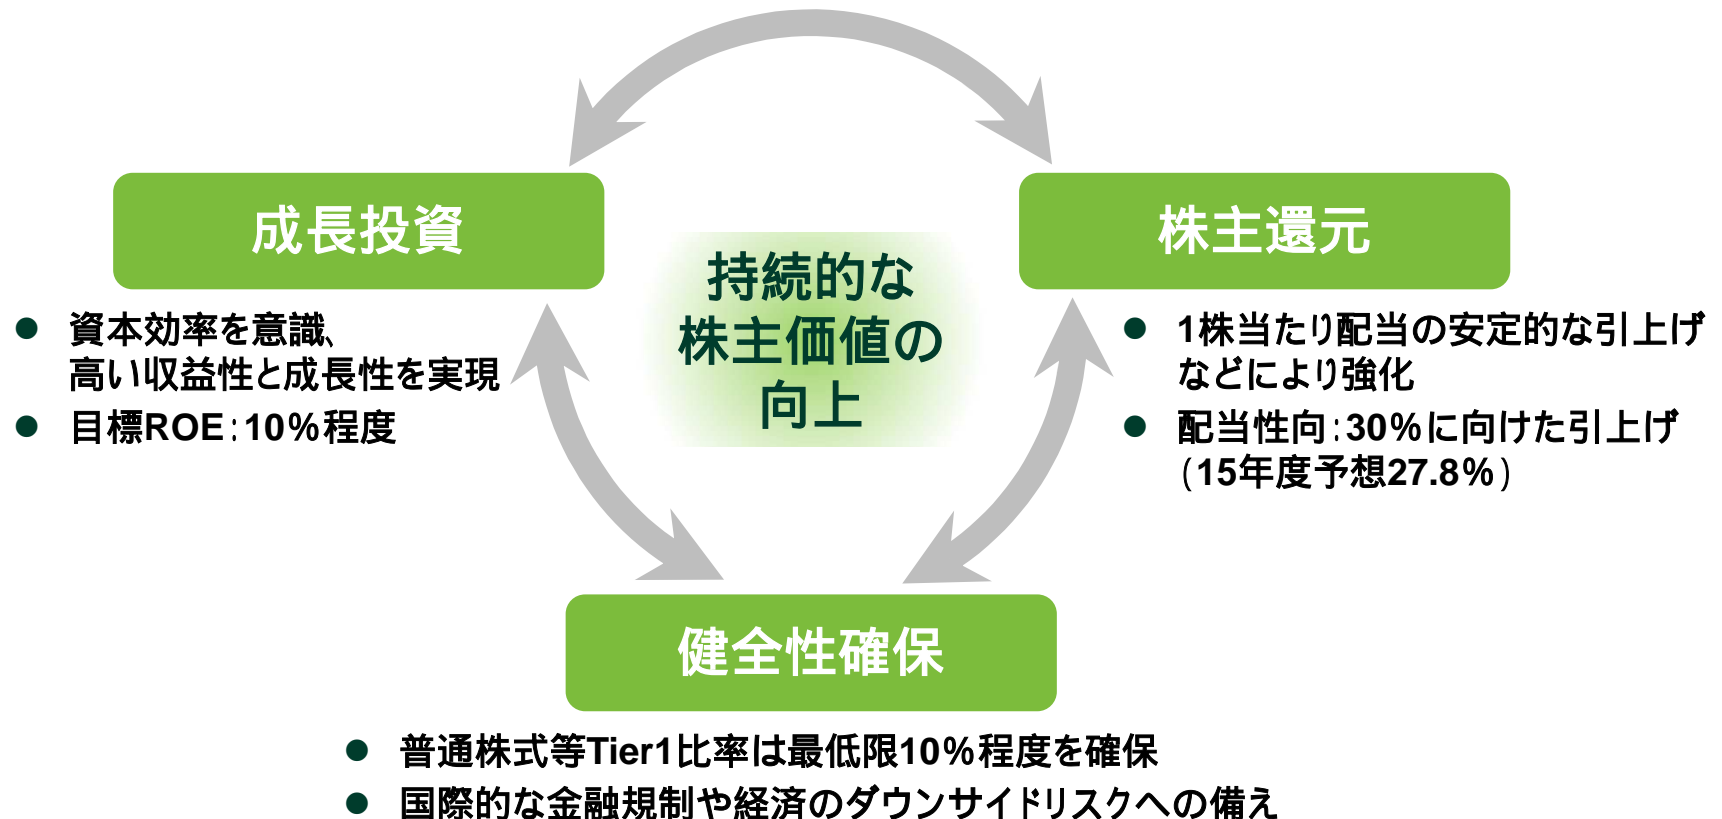 成長投資
株主還元
持続的な
株主価値の
向上
● 資本効率を意識、
高い収益性と成長性を実現
● 目標ROE：10%程度
● 1株当たり配当の安定的な引上げ
などにより強化
● 配当性向：30%に向けた引上げ
（15年度予想27.8%）
健全性確保
● 普通株式等Tier1比率は最低限10%程度を確保
● 国際的な金融規制や経済のダウンサイドリスクへの備え